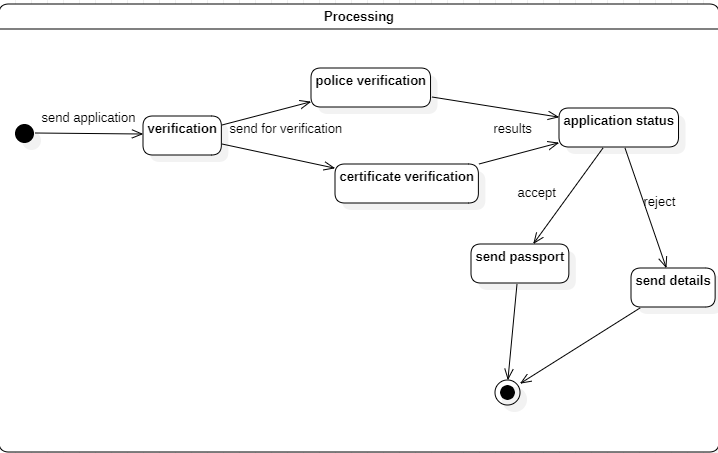 Processing
police verification
send application
verification
send for verification
results
application status
certificate verification
accept
reject
send passport
send details